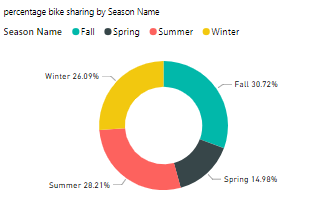 percentage bike sharing by Season Name
Season Name Fall Spring Summer Winter
Winter 26.09%
Fall 30.72%
Summer 28.21%
Spring 14.98%